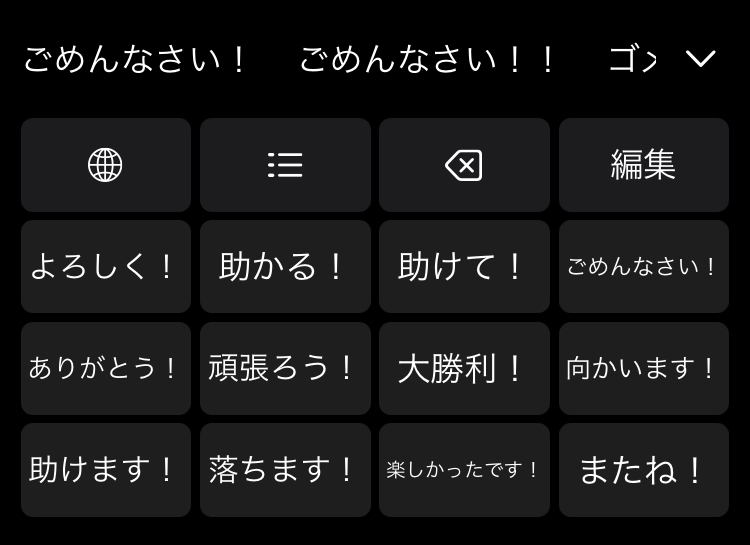 ごめんなさい！ ごめんなさい！！ ゴメ
編集
よろしく！ 助かる！ 助けて！ ごめんなさい！
ありがとう！ 頑張ろう！ 大勝利！ 向かいます！
助けます！ 落ちます！ 楽しかったです！ またね！